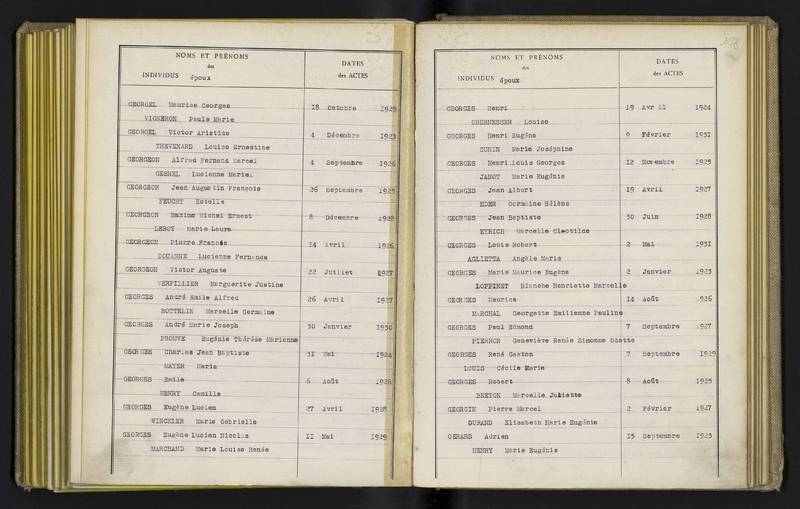 NOMS ET PRÉNOMS
des
INDIVIDUS époux
DATES
des ACTES
GEORGEL Maurice Georges 18 Octobre 1925
VIGNERON Paule Marie
GEORGEL Victor Aristide 4 Décembre 1923
THEVENARD Louise Ernestine
GEORGEON Alfred Fernand Marcel 4 Septembre 1926
GESNEL Lucienne
GEORGEON Jean Augustin François 26 Septembre 1925
FEUCHT Estelle
GEORGEON Maxime Michel Ernest 8 Décembre 1928
LEROY Marie Laure
GEORGEON Pierre Francés 14 Avril 1926
DOUANNE Lucienne Fernande
GEORGEON Victor Auguste 22 Juillet 1927
VERPILLIER Marguerite Justine
GEORGES André Emile Alfred 26 Avril 1927
BOTTELIN Marcelle Germaine
GEORGES André Marie Joseph 30 Janvier 1930
PROUVE Eugénie Thérèse Marianne
GEORGES Charles Jean Baptiste 31 Mai 1924
MAYER Marie
GEORGES Emile 6 Août 1926
HENRY Camille
GEORGES Eugène Lucien 27 Avril 1928
WINCKLER Marie Gabrielle
GEORGES Eugène Lucien Nicolas 11 Mai 1929
MARCHAND Marie Louise Renée
NOMS ET PRÉNOMS
des
INDIVIDUS époux
DATES
des ACTES
GEORGES Henri 19 Avril 1924
OBERNESSER Louise
GEORGES Henri Eugène 9 Février 1931
CUNIN Marie Joséphine
GEORGES Henri Louis Georges 12 Novembre 1925
JANOT Marie Eugénie
GEORGES Jean Albert 19 Avril 1927
EDER Germaine Hélène
GEORGES Jean Baptiste 30 Juin 1928
EYRICH Marcelle Cleotilde
GEORGES Louis Robert 2 Mai 1931
AGLIETTA Angèle Marie
GEORGES Marie Maurice Eugène 2 Janvier 1923
LOPPINET Blanche Henriette Marcelle
GEORGES Maurice 14 Août 1926
MARCHAL Georgette Emilienne Pauline
GEORGES Paul Edmond 7 Septembre 1927
PIERRON Geneviève Renée Simonne Odette
GEORGES René Gaston 7 Septembre 1929
LOUIS Cécile Marie
GEORGES Robert 8 Août 1925
BRETON Marcelle Juliette
GEORGIN Pierre Marcel 2 Février 1927
DURAND Elisabeth Marie Eugénie
GERARD Adrien 15 Septembre 1923
HENRY Marie Eugénie